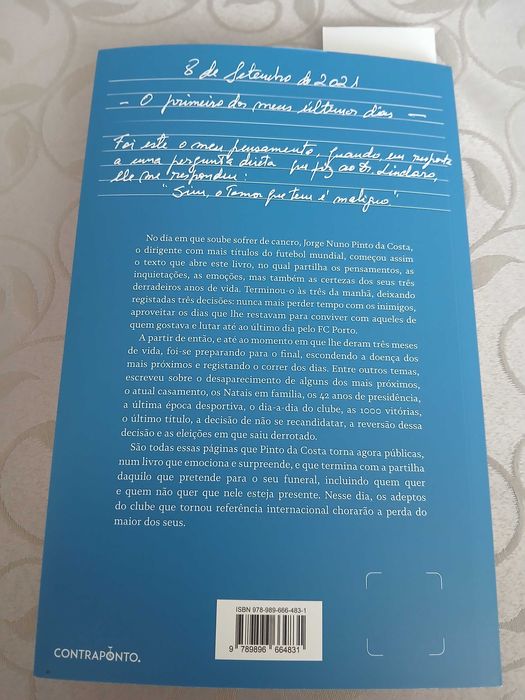 8 de Setembro de 2021
- O primeiro dos meus últimos dias -
Foi este o meu pensamento, quando, em resposta
a uma pergunta direta que fiz ao Dr. Lindoro,
ele me respondeu:
"Sim, o Tumor que tem é maligno"
No dia em que soube sofrer de cancro, Jorge Nuno Pinto da Costa,
o dirigente com mais títulos do futebol mundial, começou assim
o texto que abre este livro, no qual partilha os pensamentos, as
inquietações, as emoções, mas também as certezas dos seus três
derradeiros anos de vida. Terminou-o às três da manhã, deixando
registadas três decisões: nunca mais perder tempo com os inimigos,
aproveitar os dias que lhe restavam para conviver com aqueles de
quem gostava e lutar até ao último dia pelo FC Porto.
A partir de então, e até ao momento em que lhe deram três meses
de vida, foi-se preparando para o final, escondendo a doença dos
mais próximos e registando o correr dos dias. Entre outros temas,
escreveu sobre o desaparecimento de alguns dos mais próximos,
o atual casamento, os Natais em família, os 42 anos de presidência,
a última época desportiva, o dia-a-dia do clube, as 1000 vitórias,
o último título, a decisão de não se recandidatar, a reversão dessa
decisão e as eleições em que saiu derrotado.
São todas essas páginas que Pinto da Costa torna agora públicas,
num livro que emociona e surpreende, e que termina com a partilha
daquilo que pretende para o seu funeral, incluindo quem quer
e quem não quer que nele esteja presente. Nesse dia, os adeptos
do clube que tornou referência internacional chorarão a perda do
maior dos seus.
ISBN 978-989-666-483-1
9 789896 664831
CONTRAPONTO.